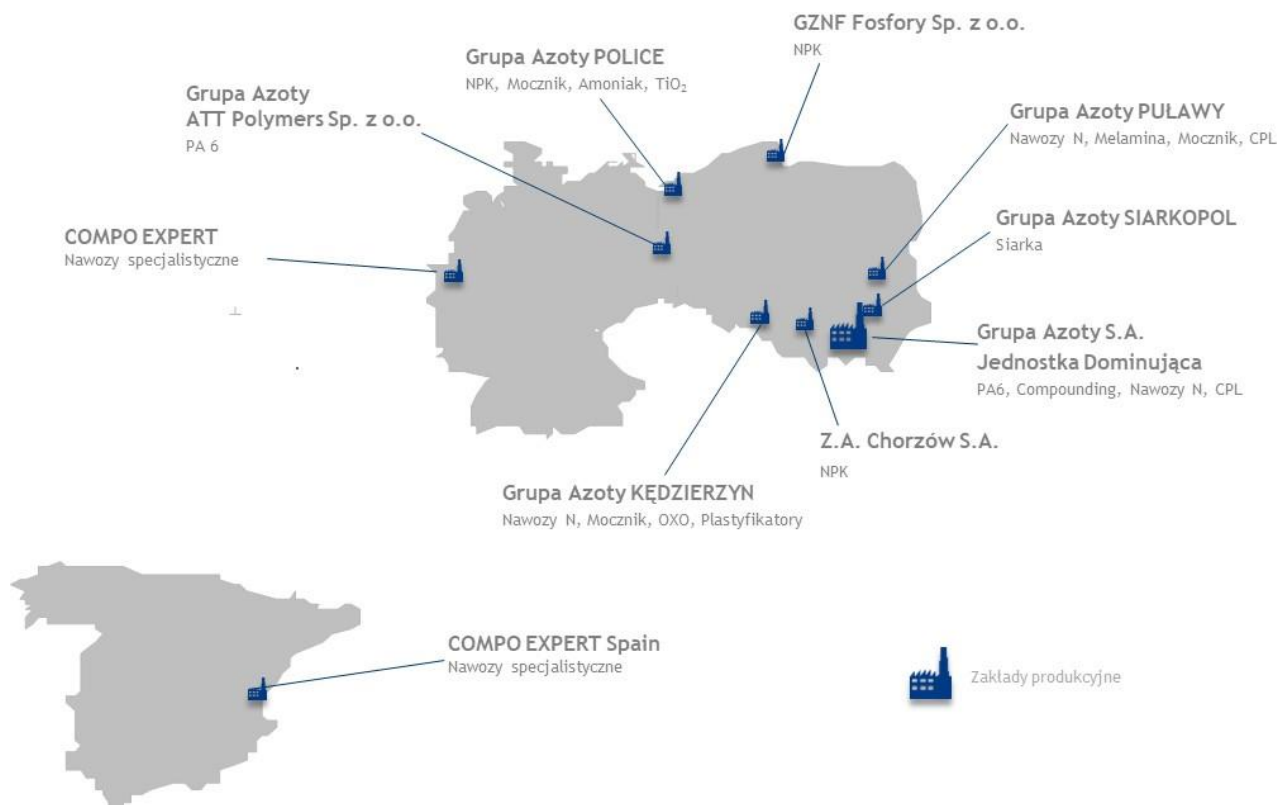 GZNF Fosfory Sp. z o.o.
NPK
Grupa Azoty POLICE
NPK, Mocznik, Amoniak, TiO₂
Grupa Azoty
ATT Polymers Sp. z o.o.
PA 6
Grupa Azoty PUŁAWY
Nawozy N, Melamina, Mocznik, CPL
COMPO EXPERT
Nawozy specjalistyczne
Grupa Azoty SIARKOPOL
Siarka
Grupa Azoty S.A.
Jednostka Dominująca
PA6, Compounding, Nawozy N, CPL
Z.A. Chorzów S.A.
NPK
Grupa Azoty KĘDZIERZYN
Nawozy N, Mocznik, OXO, Plastyfikatory
COMPO EXPERT Spain
Nawozy specjalistyczne
Zakłady produkcyjne